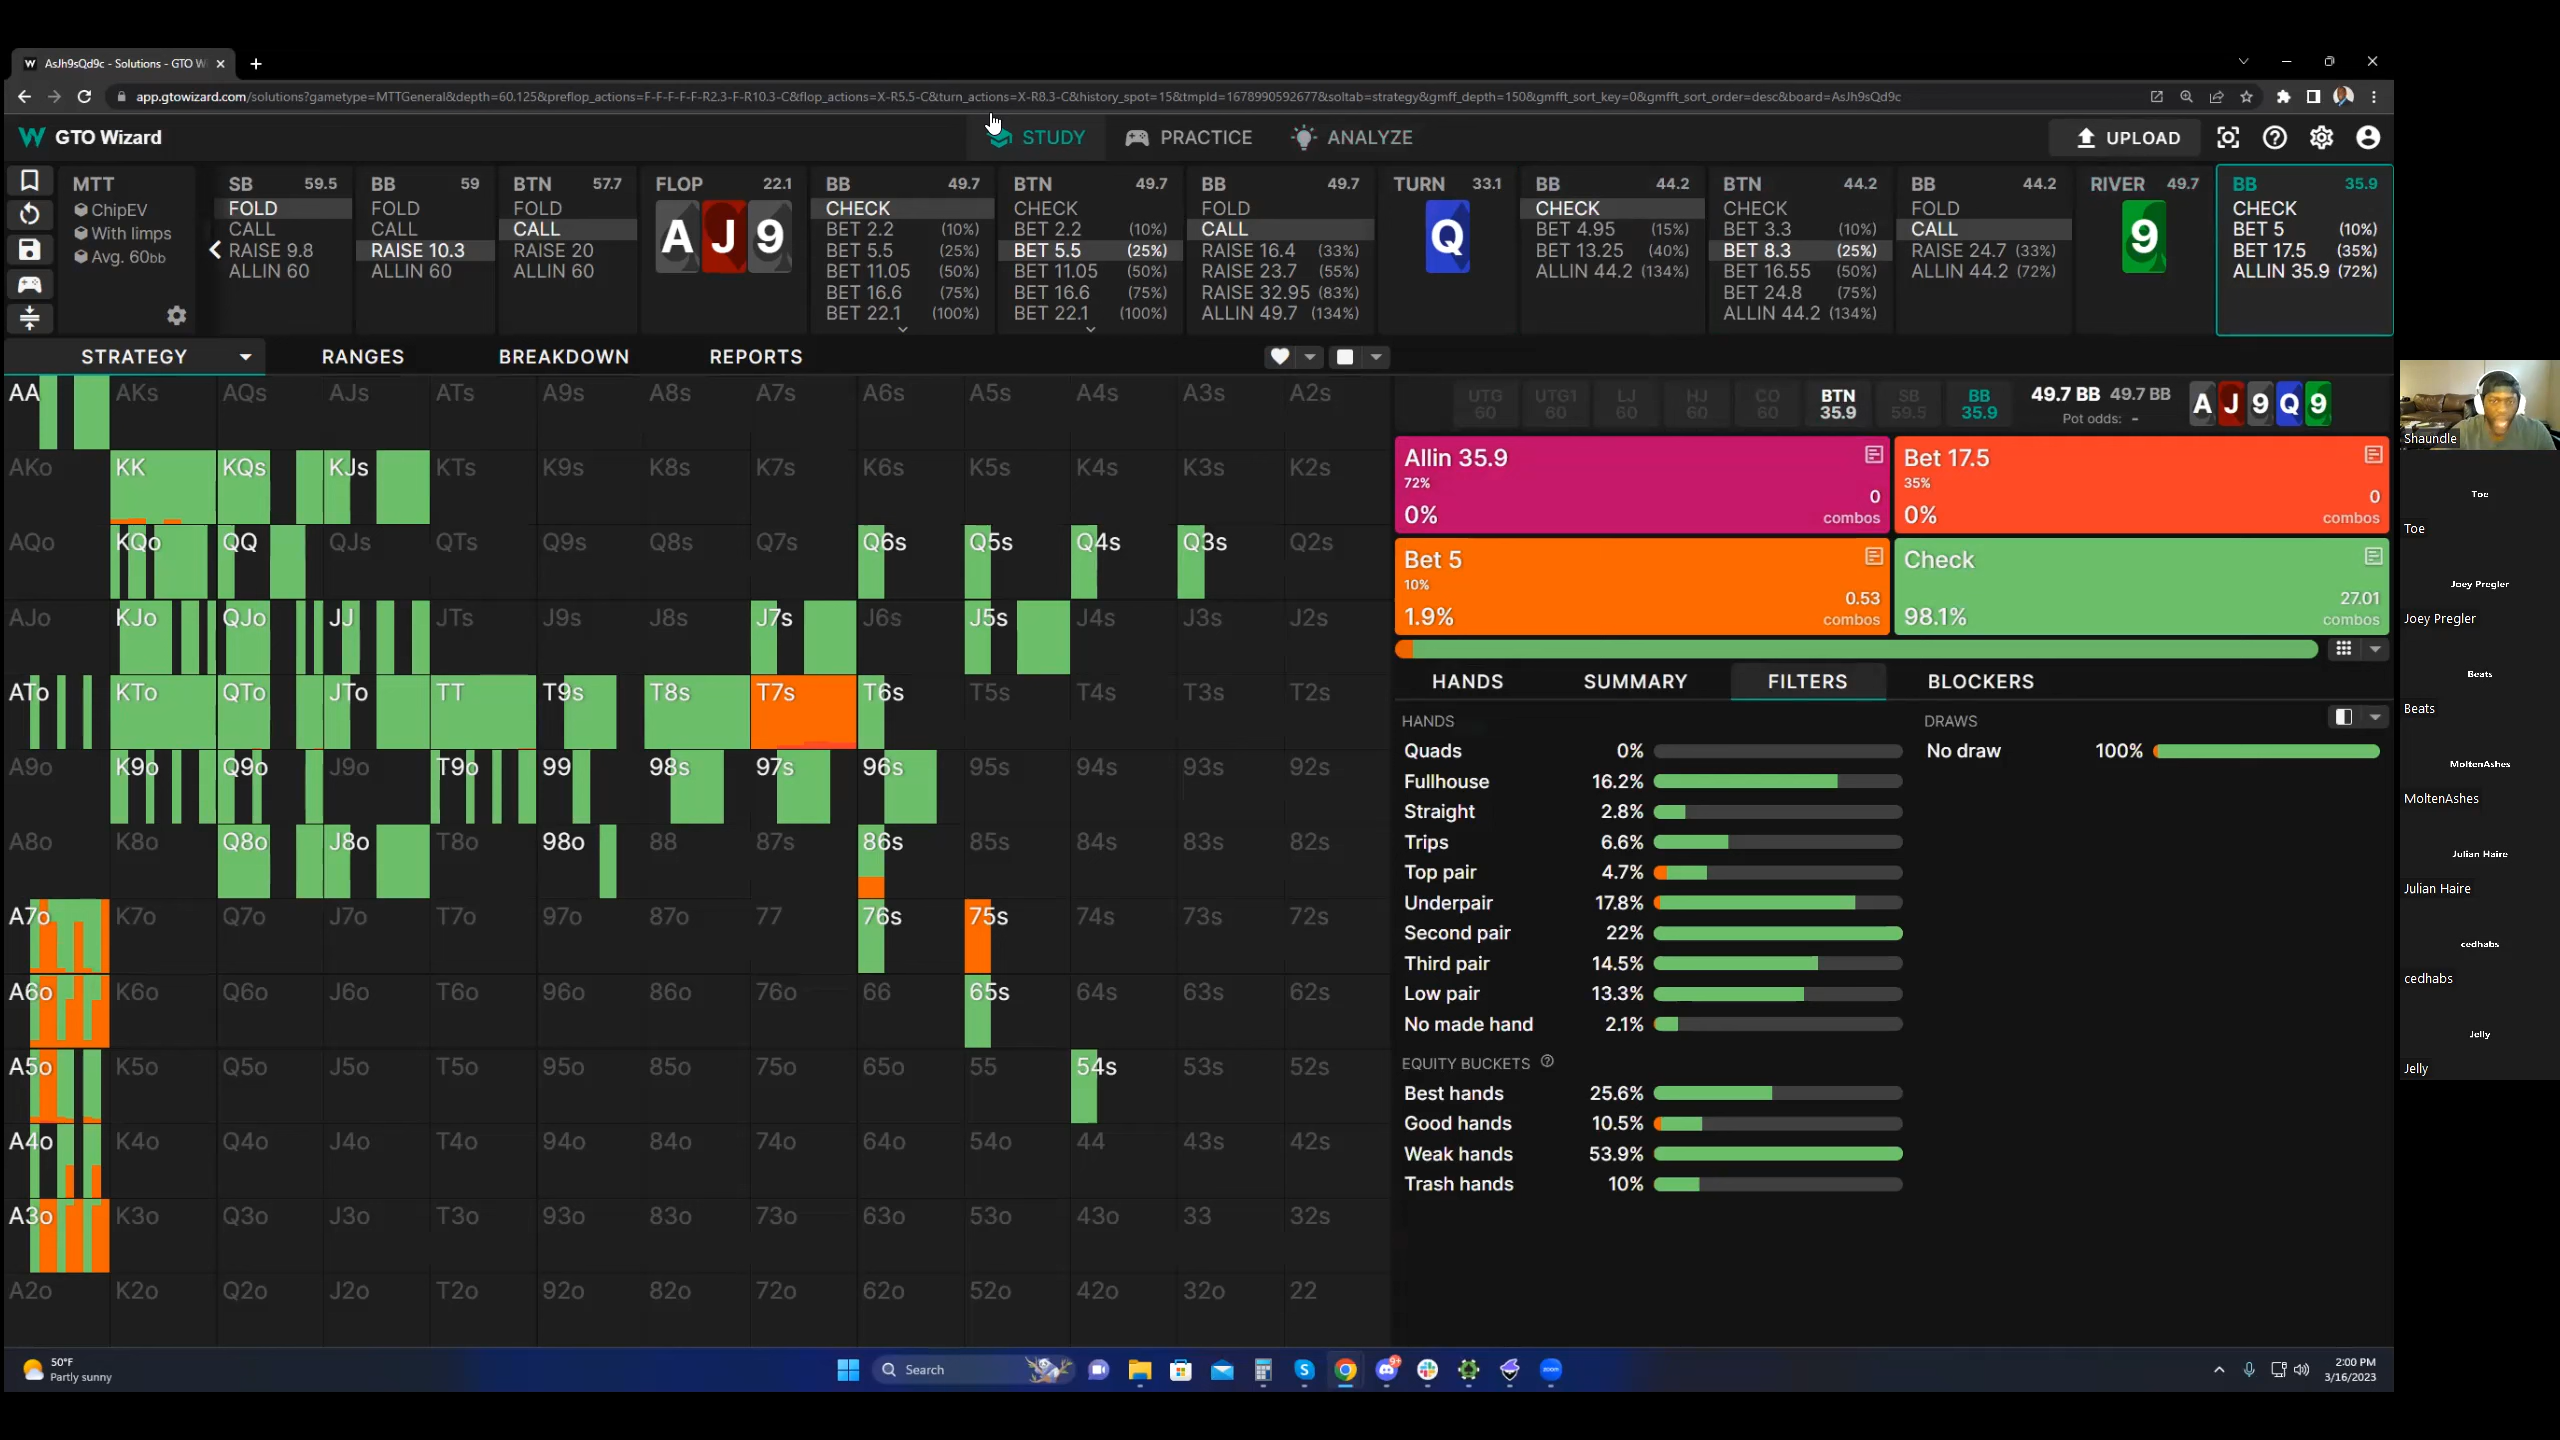 AsJh9sQd9c - Solutions - GTO W
app.gtowizard.com/solutions?gametype=MTTGeneral&depth=60.125&preflop_actions=F-F-F-F-F-R2.3-F-R10.3-C&flop_actions=X-R5.5-C&turn_actions=X-R8.3-C&history_spot=15&tmpId=1678990592677&soltab=strategy&gmff_depth=150&gmfft_sort_key=0&gmfft_sort_order=desc&board=AsJh9sQd9c
W GTO Wizard
STUDY PRACTICE ANALYZE
UPLOAD
MTT
ChipEV
With limps
Avg. 60bb
SB 59.5
FOLD
CALL
RAISE 9.8
ALLIN 60
BB 59
FOLD
CALL
RAISE 10.3
ALLIN 60
BTN 57.7
FOLD
CALL
RAISE 20
ALLIN 60
FLOP 22.1
A J 9
BB 49.7
CHECK
BET 2.2 (10%)
BET 5.5 (25%)
BET 11.05 (50%)
BET 16.6 (75%)
BET 22.1 (100%)
BTN 49.7
CHECK
BET 2.2 (10%)
BET 5.5 (25%)
BET 11.05 (50%)
BET 16.6 (75%)
BET 22.1 (100%)
BB 49.7
FOLD
CALL
RAISE 16.4 (33%)
RAISE 23.7 (55%)
RAISE 32.95 (83%)
ALLIN 49.7 (134%)
TURN 33.1
Q
BB 44.2
CHECK
BET 4.95 (15%)
BET 13.25 (40%)
ALLIN 44.2 (134%)
BTN 44.2
CHECK
BET 3.3 (10%)
BET 8.3 (25%)
BET 16.55 (50%)
BET 24.8 (75%)
ALLIN 44.2 (134%)
BB 44.2
FOLD
CALL
RAISE 24.7 (33%)
ALLIN 44.2 (72%)
RIVER 49.7
9
BB 35.9
CHECK
BET 5 (10%)
BET 17.5 (35%)
ALLIN 35.9 (72%)
STRATEGY RANGES BREAKDOWN REPORTS
AA AKs AQs AJs ATs A9s A8s A7s A6s A5s A4s A3s A2s
AKo KK KQs KJs KTs K9s K8s K7s K6s K5s K4s K3s K2s
AQo KQo QQ QJs QTs Q9s Q8s Q7s Q6s Q5s Q4s Q3s Q2s
AJo KJo QJo JJ JTs J9s J8s J7s J6s J5s J4s J3s J2s
ATo KTo QTo JTo TT T9s T8s T7s T6s T5s T4s T3s T2s
A9o K9o Q9o J9o T9o 99 98s 97s 96s 95s 94s 93s 92s
A8o K8o Q8o J8o T8o 98o 88 87s 86s 85s 84s 83s 82s
A7o K7o Q7o J7o T7o 97o 87o 77 76s 75s 74s 73s 72s
A6o K6o Q6o J6o T6o 96o 86o 76o 66 65s 64s 63s 62s
A5o K5o Q5o J5o T5o 95o 85o 75o 65o 55 54s 53s 52s
A4o K4o Q4o J4o T4o 94o 84o 74o 64o 54o 44 43s 42s
A3o K3o Q3o J3o T3o 93o 83o 73o 63o 53o 43o 33 32s
A2o K2o Q2o J2o T2o 92o 82o 72o 62o 52o 42o 32o 22
UTG UTG1 LJ HJ CO BTN SB BB
60 60 60 60 60 35.9 59.5 35.9
49.7 BB 49.7 BB
Pot odds: -
A J 9 Q 9
Allin 35.9
72%
0% 0 combos
Bet 17.5
35%
0% 0 combos
Bet 5
10%
1.9% 0.53 combos
Check
98.1% 27.01 combos
HANDS SUMMARY FILTERS BLOCKERS
HANDS
Quads 0%
Fullhouse 16.2%
Straight 2.8%
Trips 6.6%
Top pair 4.7%
Underpair 17.8%
Second pair 22%
Third pair 14.5%
Low pair 13.3%
No made hand 2.1%
DRAWS
No draw 100%
EQUITY BUCKETS
Best hands 25.6%
Good hands 10.5%
Weak hands 53.9%
Trash hands 10%
Shaundle
Toe
Toe
Joey Pregler
Joey Pregler
Beats
Beats
MoltenAshes
MoltenAshes
Julian Haire
Julian Haire
cedhabs
cedhabs
Jelly
Jelly
50°F
Partly sunny
Search
9+
zoom
2:00 PM
3/16/2023